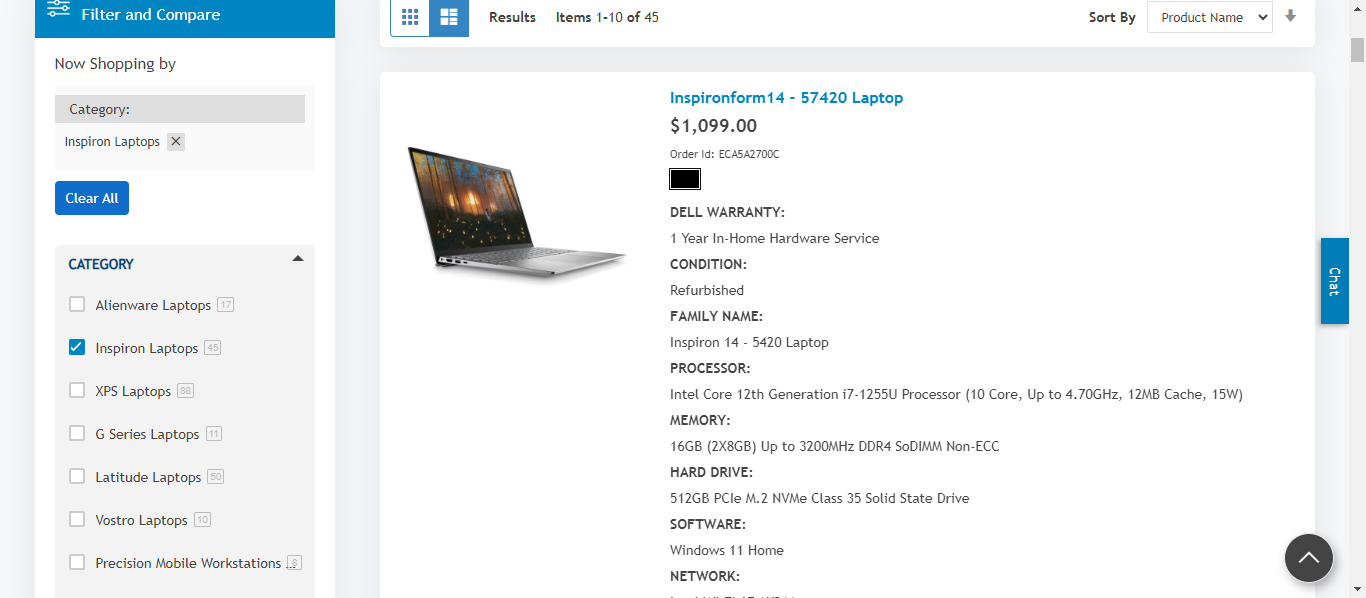 Filter and Compare
Now Shopping by
Category:
Inspiron Laptops
Clear All
CATEGORY
Alienware Laptops 17
Inspiron Laptops 45
XPS Laptops 88
G Series Laptops 11
Latitude Laptops 50
Vostro Laptops 10
Precision Mobile Workstations ...
Results Items 1-10 of 45
Sort By Product Name
Inspironform14 - 57420 Laptop
$1,099.00
Order Id: ECA5A2700C
DELL WARRANTY:
1 Year In-Home Hardware Service
CONDITION:
Refurbished
FAMILY NAME:
Inspiron 14 - 5420 Laptop
PROCESSOR:
Intel Core 12th Generation i7-1255U Processor (10 Core, Up to 4.70GHz, 12MB Cache, 15W)
MEMORY:
16GB (2X8GB) Up to 3200MHz DDR4 SoDIMM Non-ECC
HARD DRIVE:
512GB PCIe M.2 NVMe Class 35 Solid State Drive
SOFTWARE:
Windows 11 Home
NETWORK:
Chat